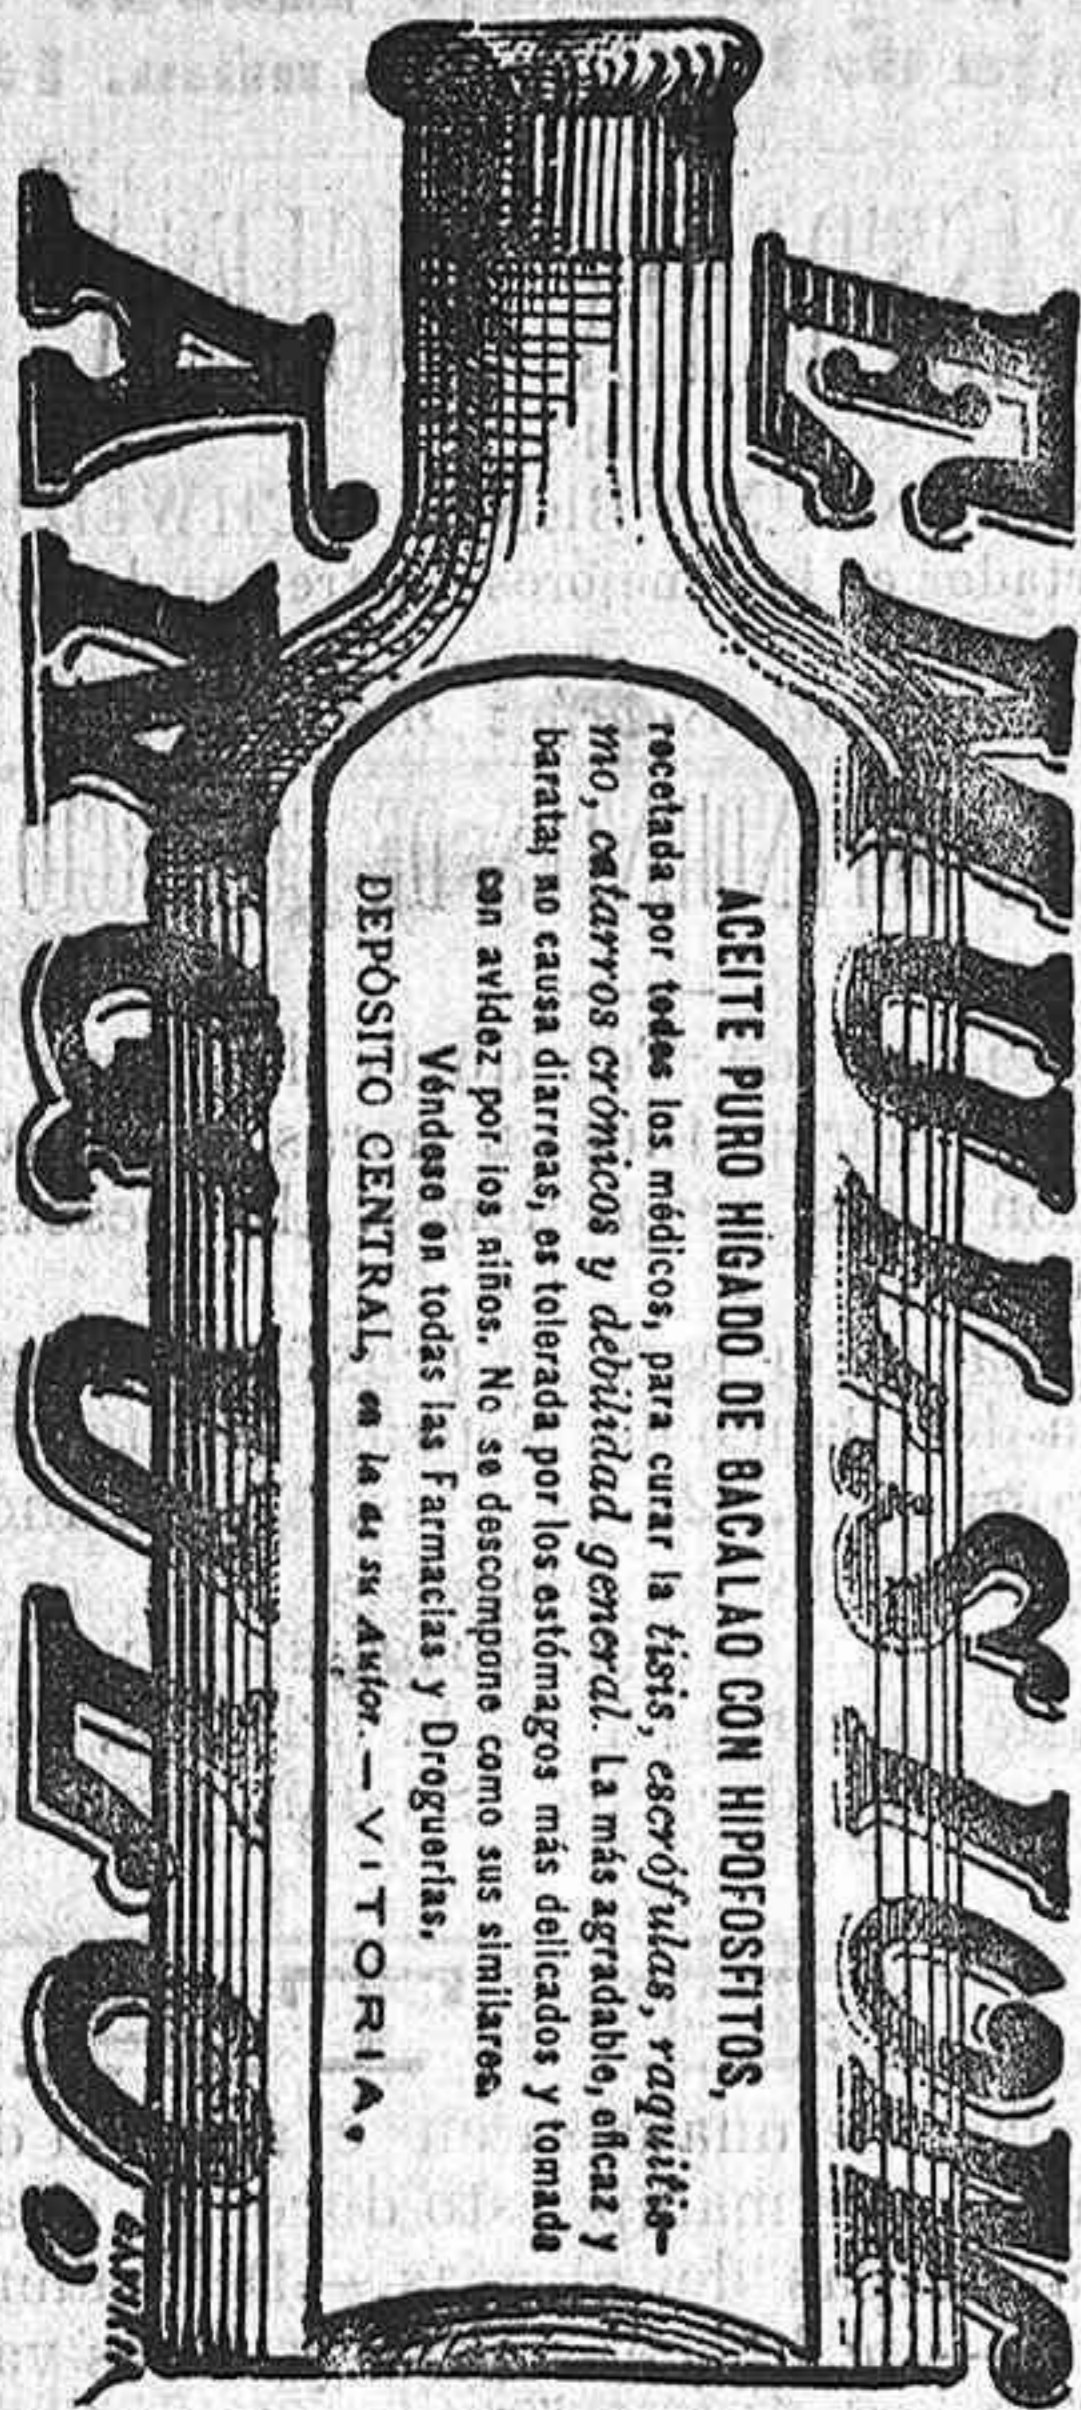 EMULSION
ACEITE PURO HÍGADO DE BACALAO CON HIPOFOSFITOS,
recetada por todos los médicos, para curar la tisis, escrófulas, raquitis-
mo, catarros crónicos y debilidad general. La más agradable, eficaz y
barata; no causa diarreas, es tolerada por los estómagos más delicados y tomada
con avidez por los niños. No se descompone como sus similares
Véndese en todas las Farmacias y Droguerías.
DEPÓSITO CENTRAL, en la de su Autor.—VITORIA.